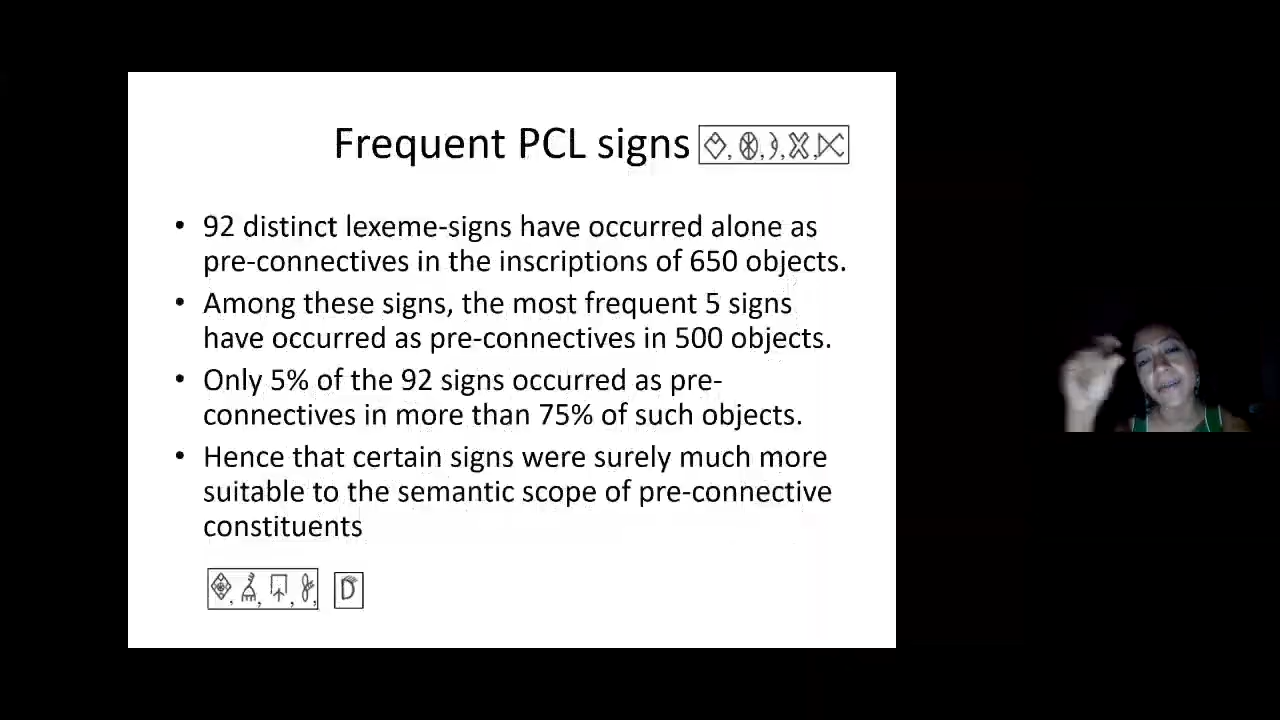 Frequent PCL signs
• 92 distinct lexeme-signs have occurred alone as
pre-connectives in the inscriptions of 650 objects.
• Among these signs, the most frequent 5 signs
have occurred as pre-connectives in 500 objects.
• Only 5% of the 92 signs occurred as pre-
connectives in more than 75% of such objects.
• Hence that certain signs were surely much more
suitable to the semantic scope of pre-connective
constituents